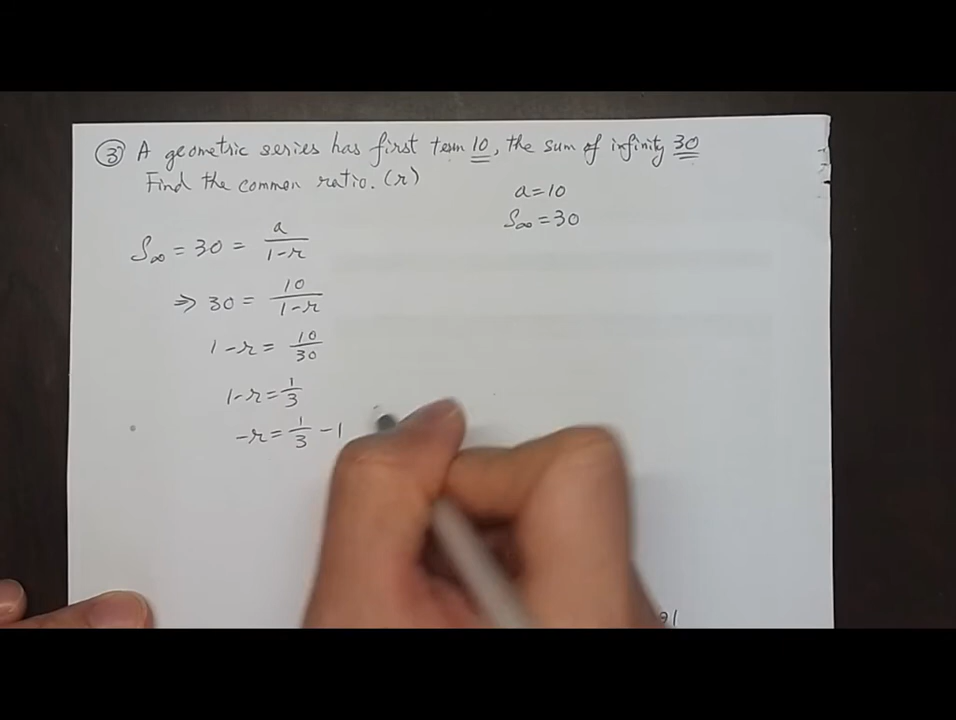 ③ A geometric series has first term 10, the sum of infinity 30
Find the common ratio. (r)
a=10
S∞ = 30
S∞ = 30 = a/(1-r)
⇒ 30 = 10/(1-r)
1-r = 10/30
1-r = 1/3
-r = 1/3 - 1